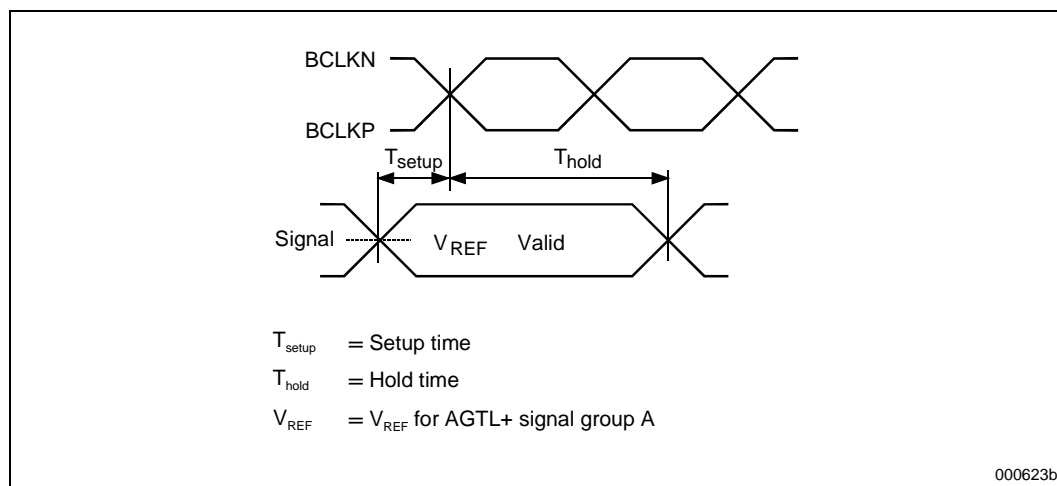 BCLKN
BCLKP
Tsetup
Thold
Signal
VREF Valid
Tsetup = Setup time
Thold = Hold time
VREF = VREF for AGTL+ signal group A
000623b